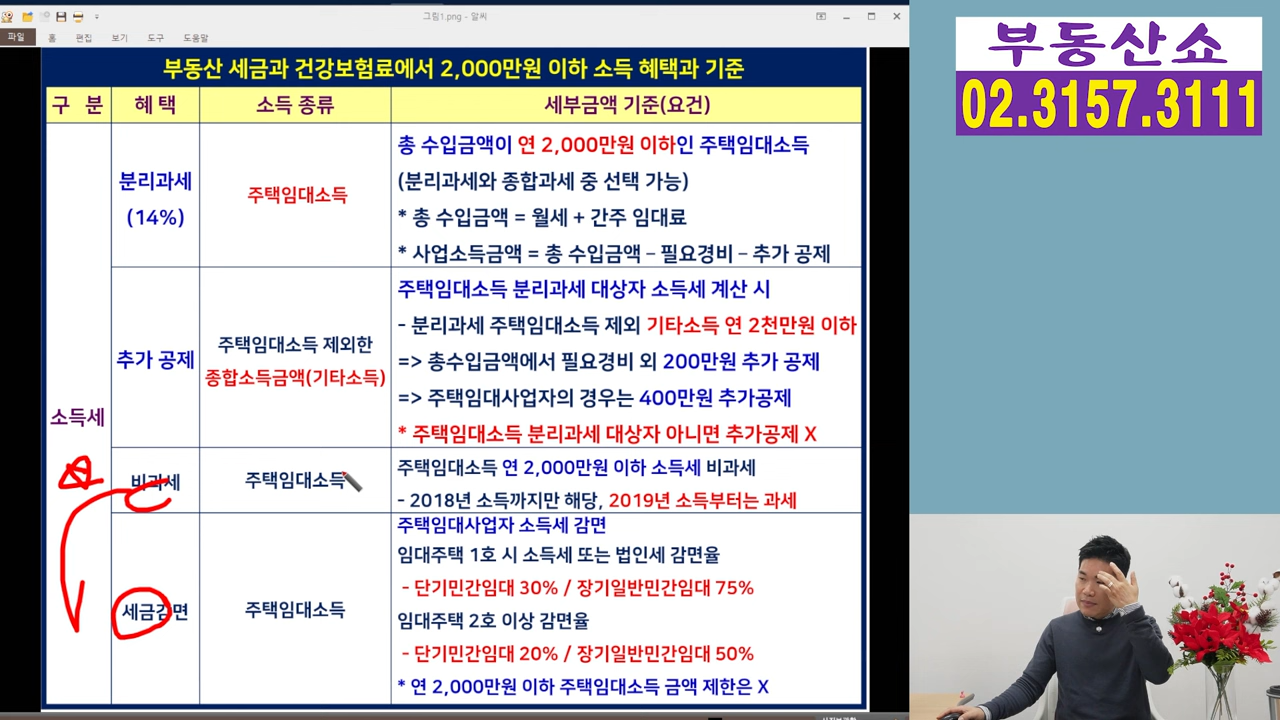 그림1.png - 알씨
파일 홈 편집 보기 도구 도움말
부동산쇼
02.3157.3111
부동산 세금과 건강보험료에서 2,000만원 이하 소득 혜택과 기준
구 분 혜 택 소득 종류 세부금액 기준(요건)
소득세
분리과세
(14%)
주택임대소득
총 수입금액이 연 2,000만원 이하인 주택임대소득
(분리과세와 종합과세 중 선택 가능)
* 총 수입금액 = 월세 + 간주 임대료
* 사업소득금액 = 총 수입금액 – 필요경비 – 추가 공제
추가 공제
주택임대소득 제외한
종합소득금액(기타소득)
주택임대소득 분리과세 대상자 소득세 계산 시
- 분리과세 주택임대소득 제외 기타소득 연 2천만원 이하
=> 총수입금액에서 필요경비 외 200만원 추가 공제
=> 주택임대사업자의 경우는 400만원 추가공제
* 주택임대소득 분리과세 대상자 아니면 추가공제 X
비과세
주택임대소득
주택임대소득 연 2,000만원 이하 소득세 비과세
- 2018년 소득까지만 해당, 2019년 소득부터는 과세
세금감면
주택임대소득
주택임대사업자 소득세 감면
임대주택 1호 시 소득세 또는 법인세 감면율
- 단기민간임대 30% / 장기일반민간임대 75%
임대주택 2호 이상 감면율
- 단기민간임대 20% / 장기일반민간임대 50%
* 연 2,000만원 이하 주택임대소득 금액 제한은 X